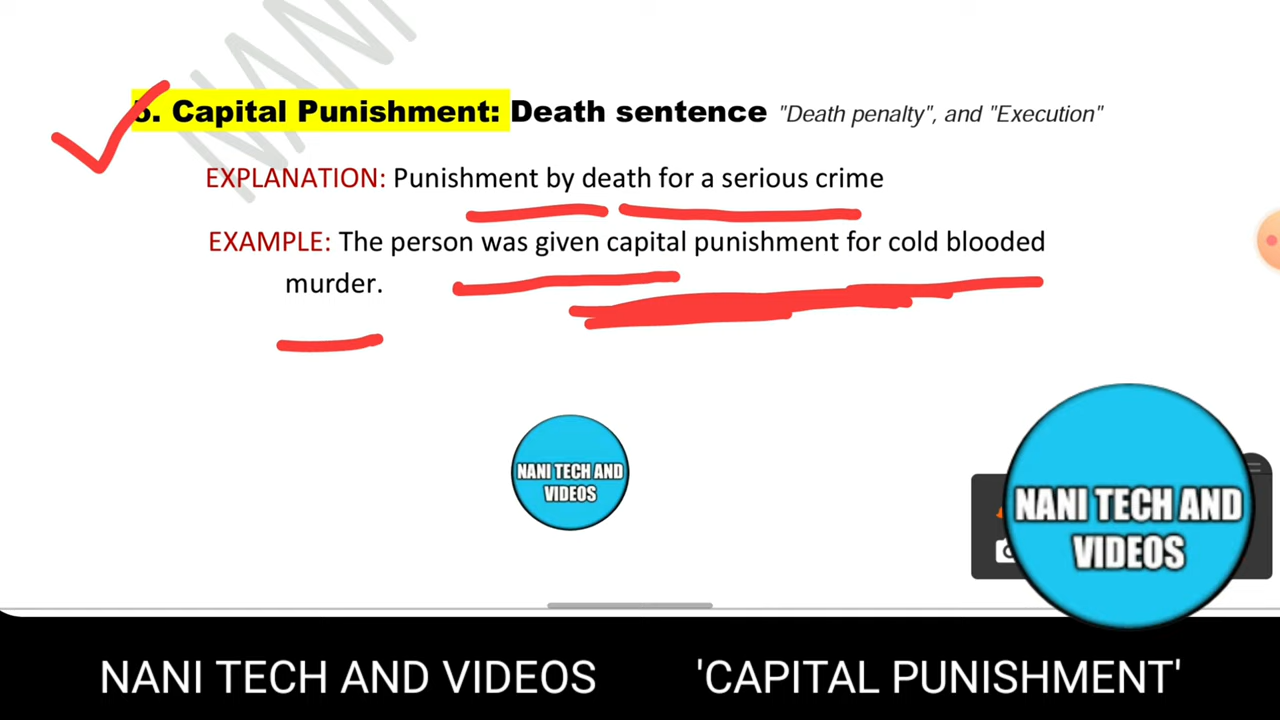 NANI
5. Capital Punishment: Death sentence "Death penalty", and "Execution"
EXPLANATION: Punishment by death for a serious crime
EXAMPLE: The person was given capital punishment for cold blooded
murder.
NANI TECH AND
VIDEOS
NANI TECH AND
VIDEOS
NANI TECH AND VIDEOS 'CAPITAL PUNISHMENT'